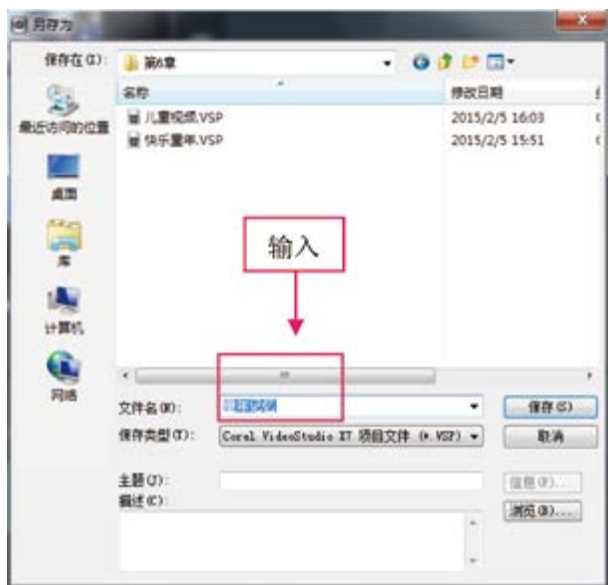 另存为
保存在(I):
第6章
名称
修改日期
最近访问的位置
儿童视频.VSP
2015/2/5 16:03
快乐童年.VSP
2015/2/5 15:51
桌面
库
输入
计算机
网络
文件名(N):
保存(S)
保存类型(T):
Corel VideoStudio X7 项目文件 (*.VSP)
取消
主题(J):
信息(F)...
描述(C):
浏览(B)...